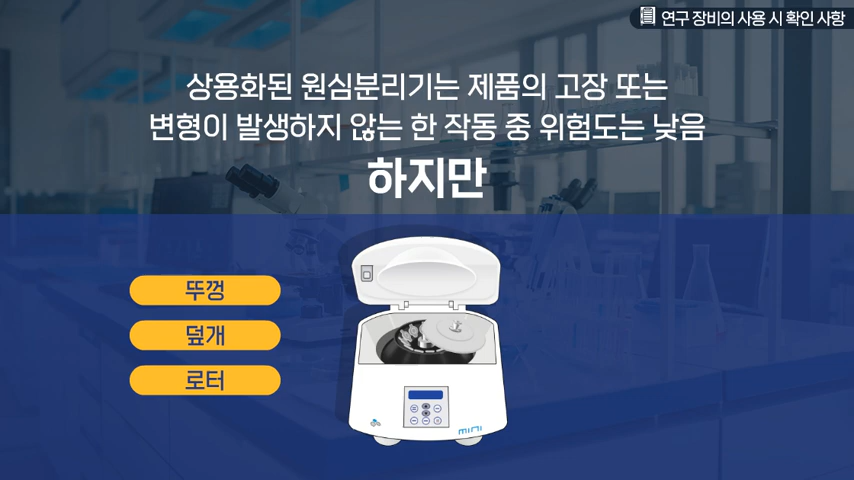 연구 장비의 사용 시 확인 사항
상용화된 원심분리기는 제품의 고장 또는
변형이 발생하지 않는 한 작동 중 위험도는 낮음
하지만
뚜껑
덮개
로터
mini